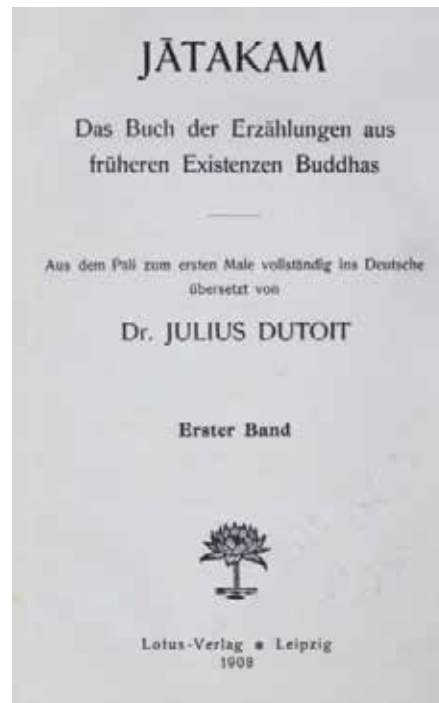 JĀTAKAM
Das Buch der Erzählungen aus
früheren Existenzen Buddhas
Aus dem Pāli zum ersten Male vollständig ins Deutsche
übersetzt von
Dr. JULIUS DUTOIT
Erster Band
Lotus-Verlag * Leipzig
1908